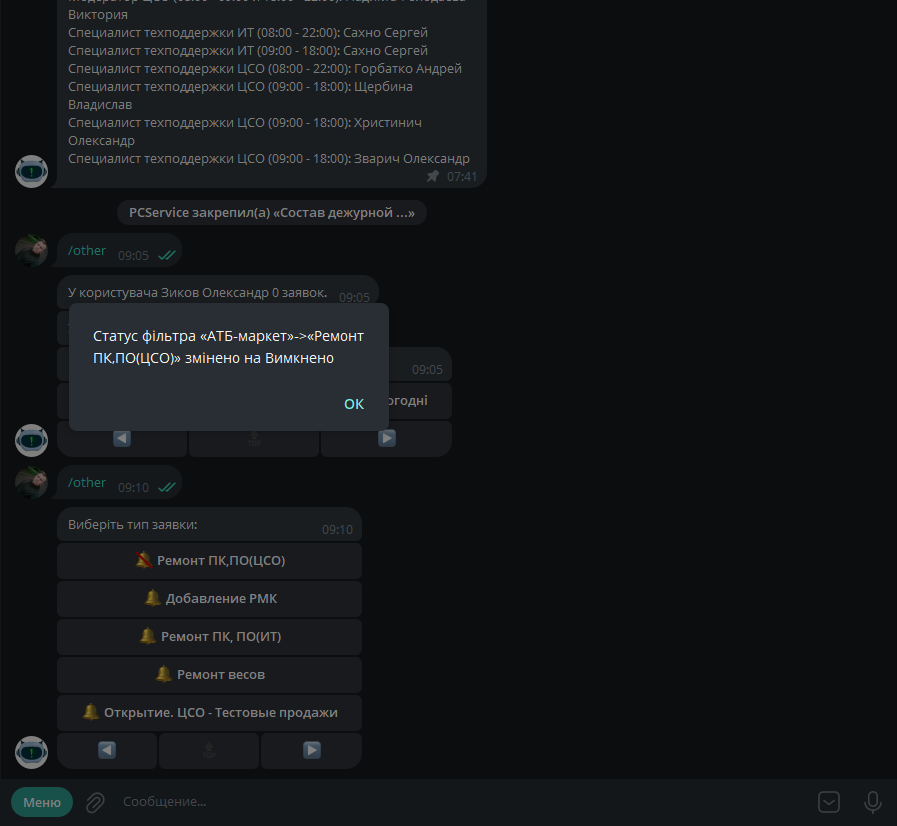 Виктория
Специалист техподдержки ИТ (08:00 - 22:00): Сахно Сергей
Специалист техподдержки ИТ (09:00 - 18:00): Сахно Сергей
Специалист техподдержки ЦСО (08:00 - 22:00): Горбатко Андрей
Специалист техподдержки ЦСО (09:00 - 18:00): Щербина
Владислав
Специалист техподдержки ЦСО (09:00 - 18:00): Христинич
Олександр
Специалист техподдержки ЦСО (09:00 - 18:00): Зварич Олександр
07:41
PCService закрепил(а) «Состав дежурной ...»
/other 09:05
У користувача Зиков Олександр 0 заявок. 09:05
Статус фільтра «АТБ-маркет»->«Ремонт
ПК,ПО(ЦСО)» змінено на Вимкнено
09:05
OK
TOP
/other 09:10
Виберіть тип заявки: 09:10
Ремонт ПК,ПО(ЦСО)
Добавление РМК
Ремонт ПК, ПО(ИТ)
Ремонт весов
Открытие. ЦСО - Тестовые продажи
TOP
Меню
Сообщение...